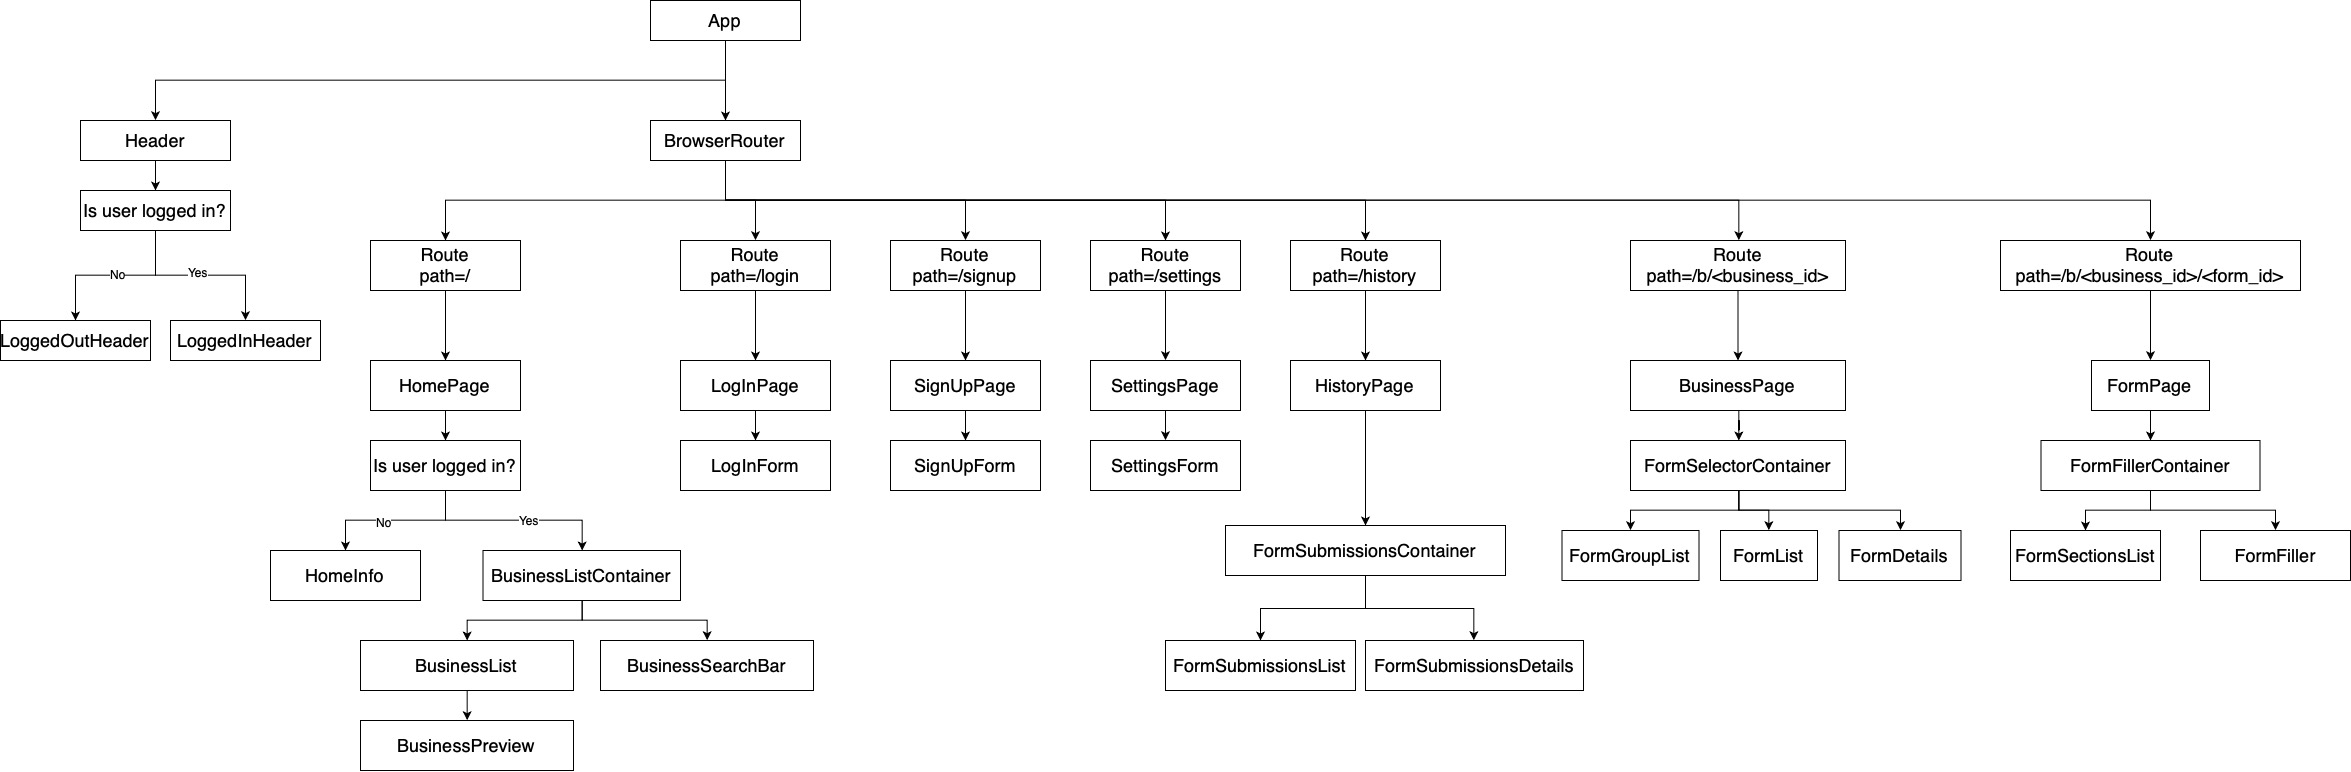 App
Header
BrowserRouter
Is user logged in?
No
Yes
LoggedOutHeader
LoggedInHeader
Route
path=/
Route
path=/login
Route
path=/signup
Route
path=/settings
Route
path=/history
Route
path=/b/<business_id>
Route
path=/b/<business_id>/<form_id>
HomePage
LogInPage
SignUpPage
SettingsPage
HistoryPage
BusinessPage
FormPage
Is user logged in?
LogInForm
SignUpForm
SettingsForm
FormSelectorContainer
FormFillerContainer
No
Yes
HomeInfo
BusinessListContainer
FormSubmissionsContainer
FormGroupList
FormList
FormDetails
FormSectionsList
FormFiller
BusinessList
BusinessSearchBar
FormSubmissionsList
FormSubmissionsDetails
BusinessPreview